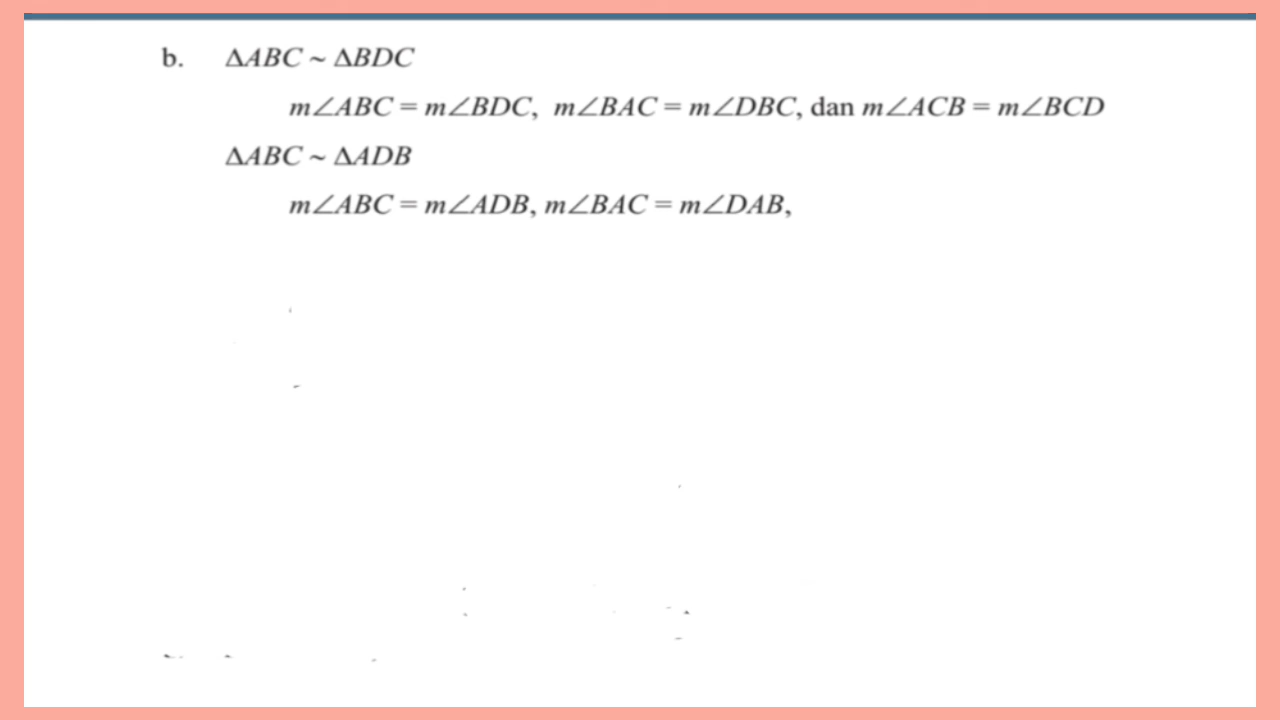 b. ΔABC ~ ΔBDC
m∠ABC = m∠BDC, m∠BAC = m∠DBC, dan m∠ACB = m∠BCD
ΔABC ~ ΔADB
m∠ABC = m∠ADB, m∠BAC = m∠DAB,